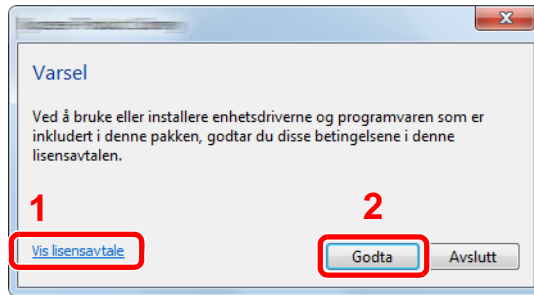 Varsel
Ved å bruke eller installere enhetsdriverne og programvaren som er
inkludert i denne pakken, godtar du disse betingelsene i denne
lisensavtalen.
1
2
Vis lisensavtale
Godta
Avslutt